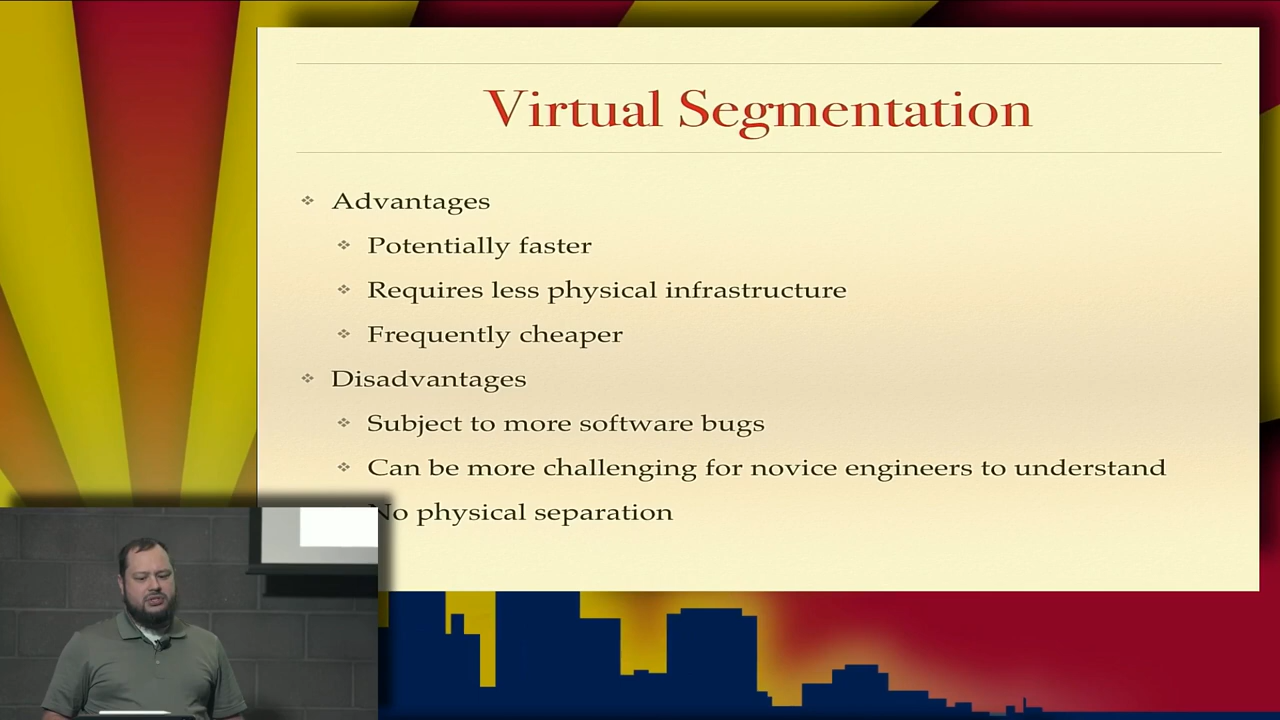 Virtual Segmentation
Advantages
Potentially faster
Requires less physical infrastructure
Frequently cheaper
Disadvantages
Subject to more software bugs
Can be more challenging for novice engineers to understand
No physical separation